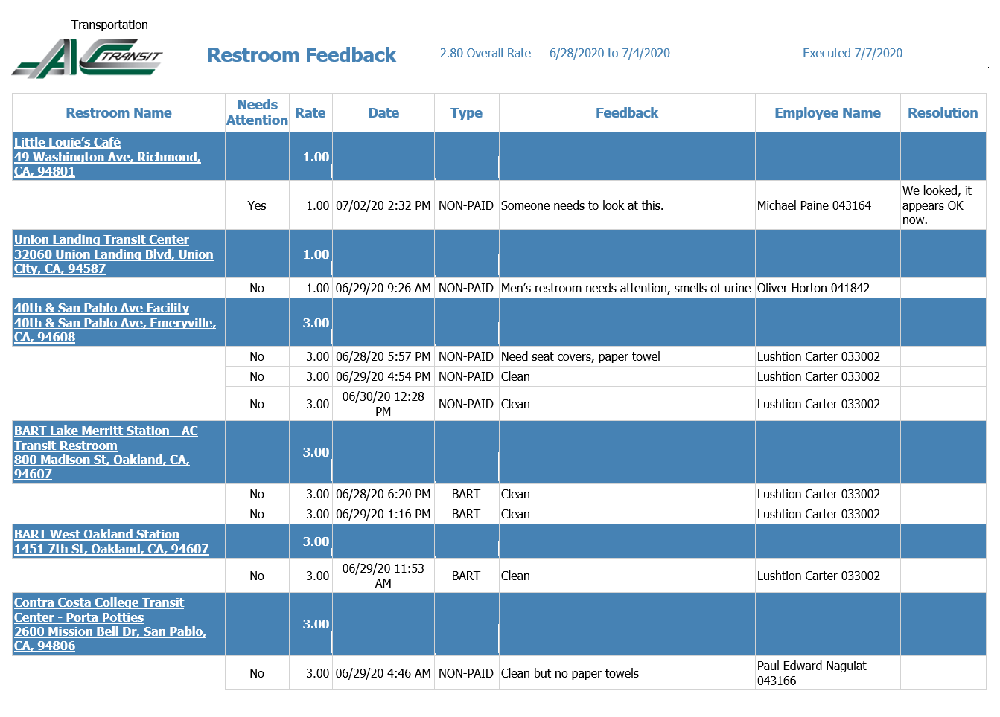 Transportation
AC TRANSIT
Restroom Feedback
2.80 Overall Rate 6/28/2020 to 7/4/2020 Executed 7/7/2020
Restroom Name Needs Attention Rate Date Type Feedback Employee Name Resolution
Little Louie’s Café
49 Washington Ave, Richmond,
CA, 94801
1.00
Yes 1.00 07/02/20 2:32 PM NON-PAID Someone needs to look at this. Michael Paine 043164
We looked, it
appears OK
now.
Union Landing Transit Center
32060 Union Landing Blvd, Union
City, CA, 94587
1.00
No 1.00 06/29/20 9:26 AM NON-PAID Men’s restroom needs attention, smells of urine Oliver Horton 041842
40th & San Pablo Ave Facility
40th & San Pablo Ave, Emeryville,
CA, 94608
3.00
No 3.00 06/28/20 5:57 PM NON-PAID Need seat covers, paper towel Lushtion Carter 033002
No 3.00 06/29/20 4:54 PM NON-PAID Clean Lushtion Carter 033002
No 3.00 06/30/20 12:28 PM NON-PAID Clean Lushtion Carter 033002
BART Lake Merritt Station - AC
Transit Restroom
800 Madison St, Oakland, CA,
94607
3.00
No 3.00 06/28/20 6:20 PM BART Clean Lushtion Carter 033002
No 3.00 06/29/20 1:16 PM BART Clean Lushtion Carter 033002
BART West Oakland Station
1451 7th St, Oakland, CA, 94607
3.00
No 3.00 06/29/20 11:53 AM BART Clean Lushtion Carter 033002
Contra Costa College Transit
Center - Porta Potties
2600 Mission Bell Dr, San Pablo,
CA, 94806
3.00
No 3.00 06/29/20 4:46 AM NON-PAID Clean but no paper towels Paul Edward Naguiat 043166